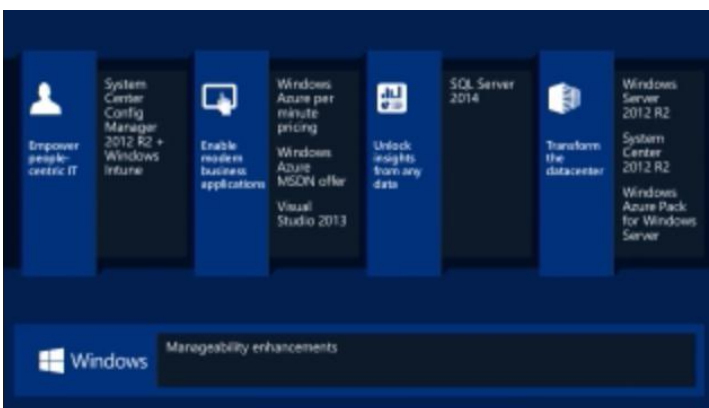 Empower
people-
centric IT
System
Center
Config
Manager
2012 R2 +
Windows
Intune
Enable
modern
business
applications
Windows
Azure per
minute
pricing
Windows
Azure
MSDN offer
Visual
Studio 2013
Unlock
insights
from any
data
SQL Server
2014
Transform
the
datacenter
Windows
Server
2012 R2
System
Center
2012 R2
Windows
Azure Pack
for Windows
Server
Windows
Manageability enhancements